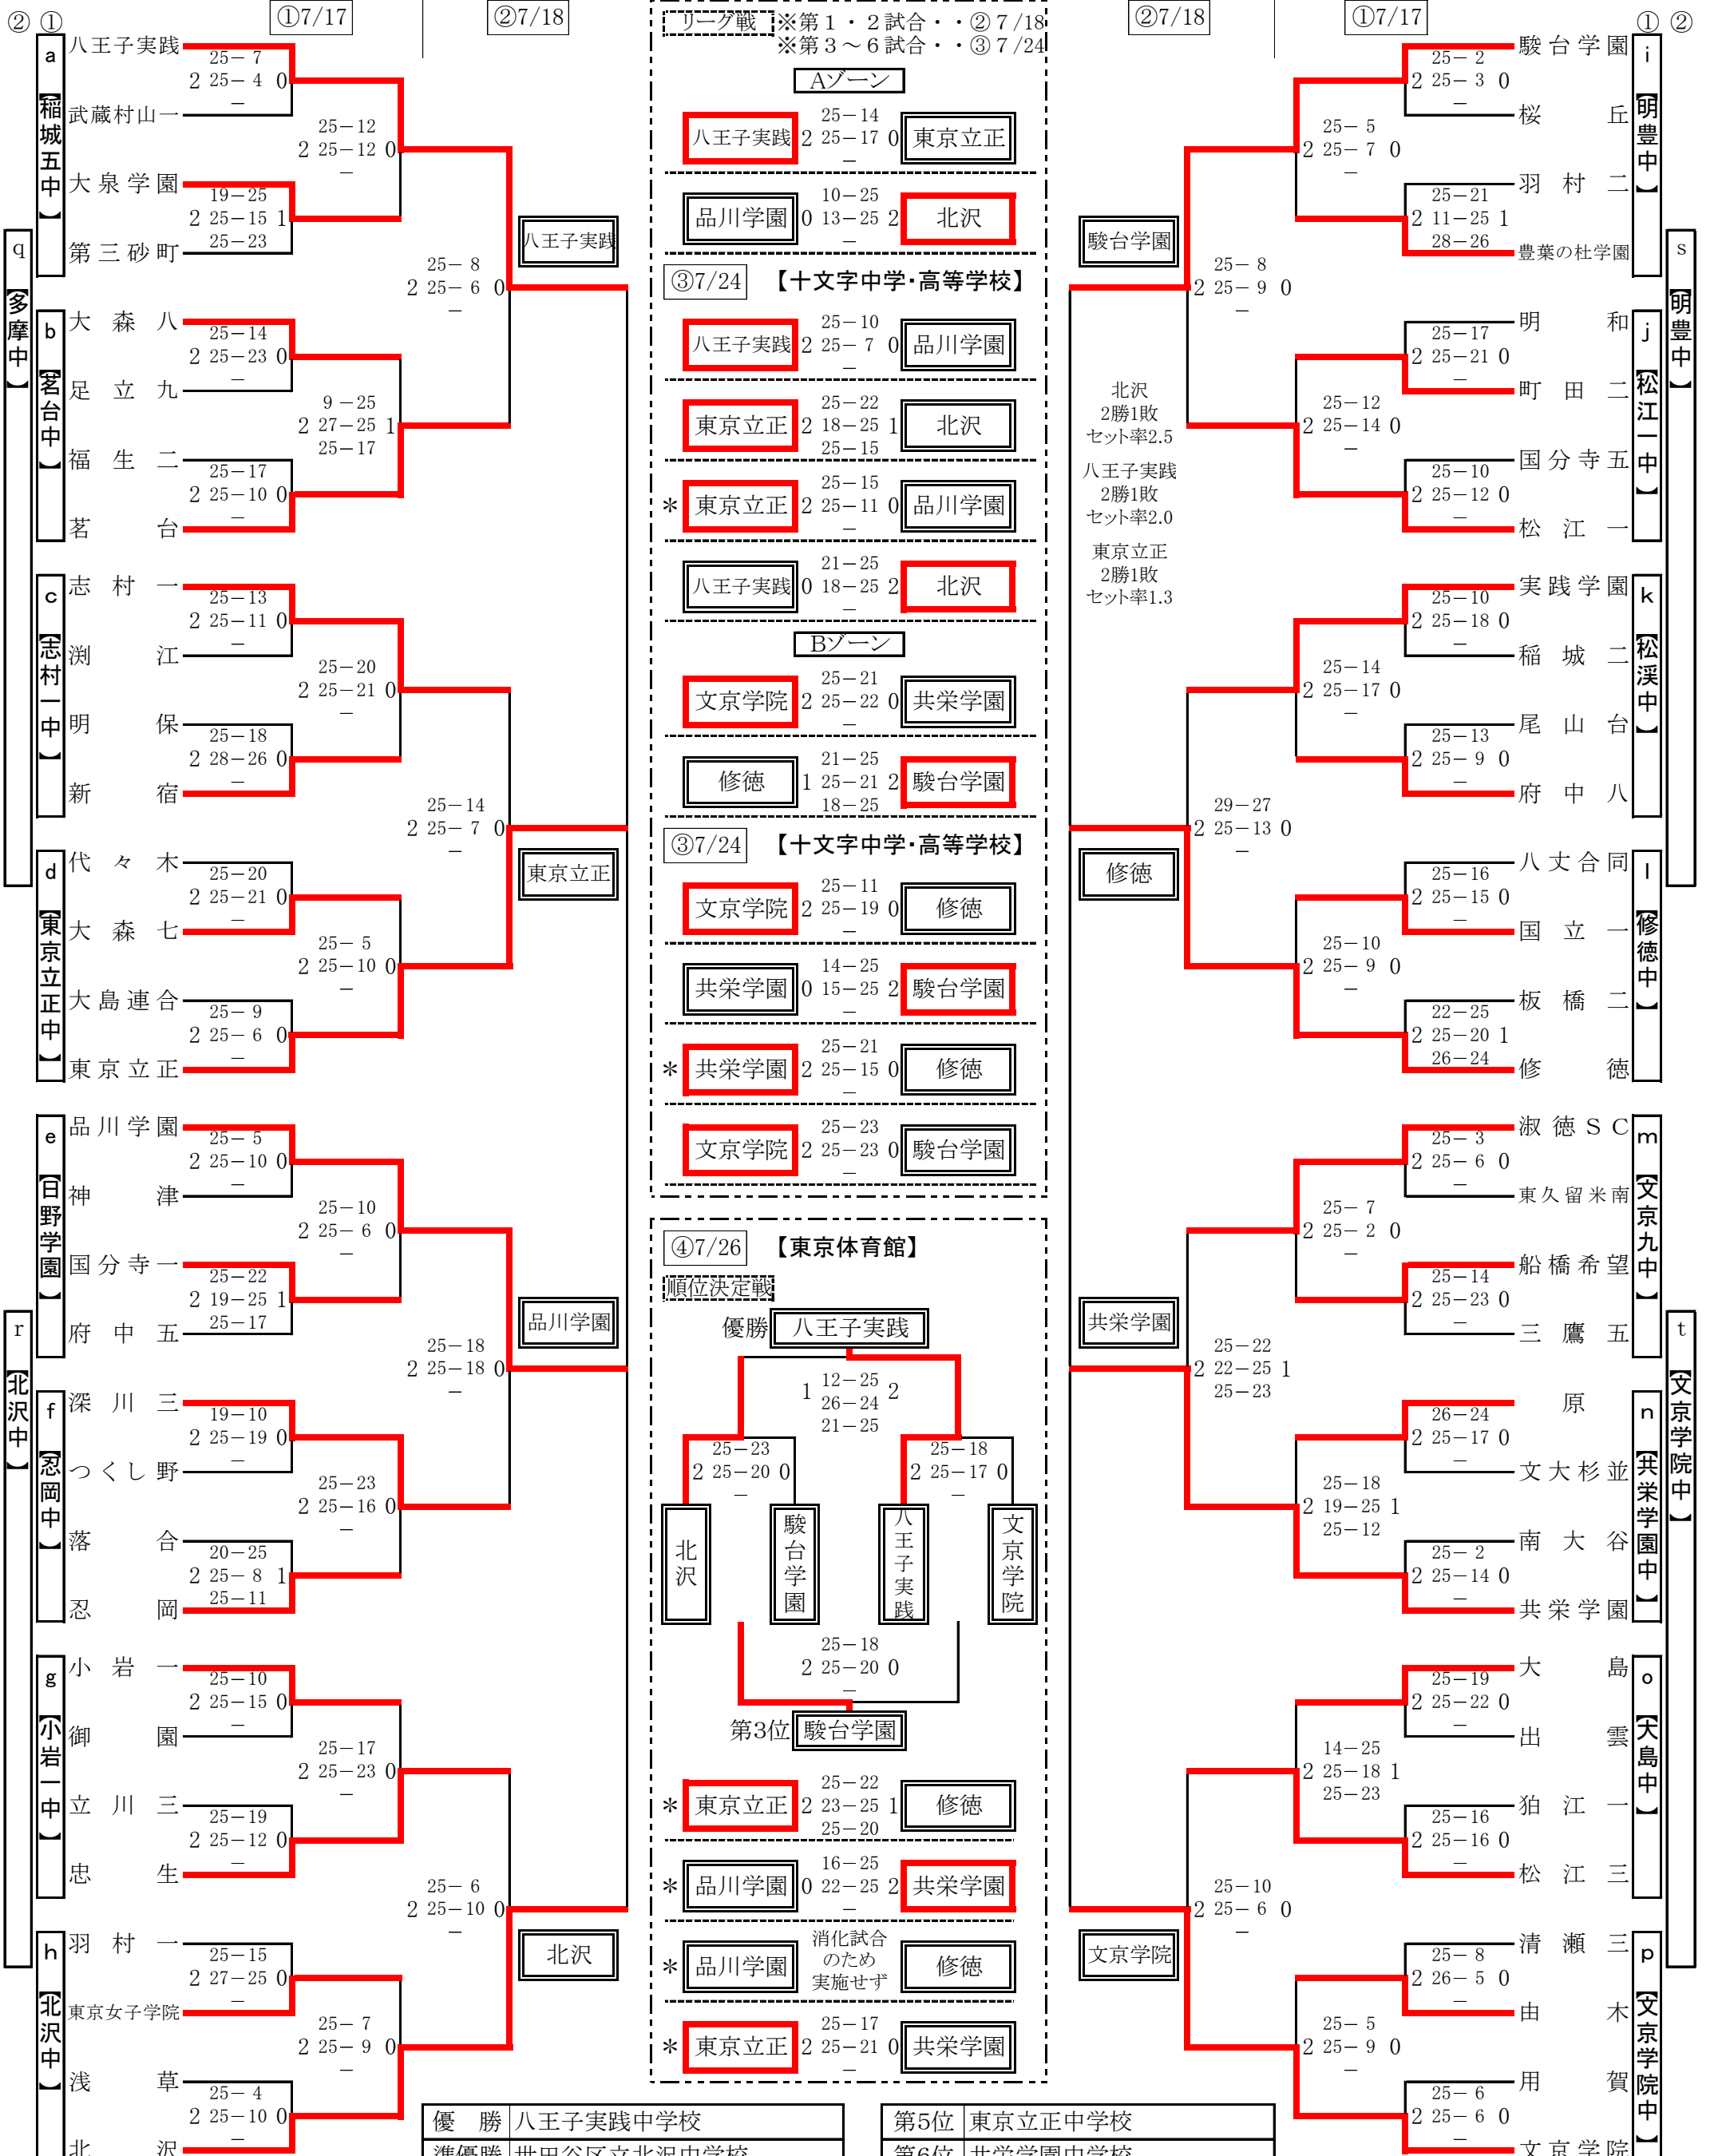 ② ①
①7/17
②7/18
a
【稲城五中】
八王子実践
25－7
2 25－4 0
－
武蔵村山一
25－12
2 25－12 0
－
大泉学園
19－25
2 25－15 1
25－23
第三砂町
八王子実践
25－8
2 25－6 0
－
q
【多摩中】
b
【茗台中】
大森八
25－14
2 25－23 0
－
足立九
9－25
2 27－25 1
25－17
福生二
25－17
2 25－10 0
－
茗台
c
【志村一中】
志村一
25－13
2 25－11 0
－
渕江
25－20
2 25－21 0
－
明保
25－18
2 28－26 0
－
新宿
25－14
2 25－7 0
－
d
【東京立正中】
代々木
25－20
2 25－21 0
－
大森七
東京立正
25－5
2 25－10 0
－
大島連合
25－9
2 25－6 0
－
東京立正
e
【日野学園】
品川学園
25－5
2 25－10 0
－
神津
25－10
2 25－6 0
－
国分寺一
25－22
2 19－25 1
25－17
府中五
品川学園
25－18
2 25－18 0
－
r
【北沢中】
f
【忍岡中】
深川三
19－10
2 25－19 0
－
つくし野
25－23
2 25－16 0
－
落合
20－25
2 25－8 1
25－11
忍岡
g
【小岩一中】
小岩一
25－10
2 25－15 0
－
御園
25－17
2 25－23 0
－
立川三
25－19
2 25－12 0
－
忠生
25－6
2 25－10 0
－
h
【北沢中】
羽村一
25－15
2 27－25 0
－
東京女子学院
北沢
25－7
2 25－9 0
－
浅草
25－4
2 25－10 0
－
北沢
リーグ戦
※第1・2試合・・②7/18
※第3～6試合・・③7/24
Aゾーン
25－14
八王子実践 2 25－17 0 東京立正
－
10－25
品川学園 0 13－25 2 北沢
－
③7/24 【十文字中学・高等学校】
25－10
八王子実践 2 25－7 0 品川学園
－
25－22
東京立正 2 18－25 1 北沢
25－15
25－15
＊ 東京立正 2 25－11 0 品川学園
－
21－25
八王子実践 0 18－25 2 北沢
－
Bゾーン
25－21
文京学院 2 25－22 0 共栄学園
－
21－25
修徳 1 25－21 2 駿台学園
18－25
③7/24 【十文字中学・高等学校】
25－11
文京学院 2 25－19 0 修徳
－
14－25
共栄学園 0 15－25 2 駿台学園
－
25－21
＊ 共栄学園 2 25－15 0 修徳
－
25－23
文京学院 2 25－23 0 駿台学園
－
④7/26 【東京体育館】
順位決定戦
優勝 八王子実践
12－25
1 26－24 2
21－25
25－23
2 25－20 0
－
25－18
2 25－17 0
－
北沢
駿台学園
八王子実践
文京学院
25－18
2 25－20 0
－
第3位 駿台学園
25－22
＊ 東京立正 2 23－25 1 修徳
25－20
16－25
＊ 品川学園 0 22－25 2 共栄学園
－
＊ 品川学園 消化試合のため実施せず 修徳
25－17
＊ 東京立正 2 25－21 0 共栄学園
－
優勝 八王子実践中学校
準優勝 世田谷区立北沢中学校
第5位 東京立正中学校
第6位 共栄学園中学校
②7/18
①7/17
① ②
駿台学園
25－2
2 25－3 0
－
桜丘
i
【明豊中】
25－5
2 25－7 0
－
羽村二
25－21
2 11－25 1
28－26
豊葉の杜学園
駿台学園
25－8
2 25－9 0
－
s
【明豊中】
明和
25－17
2 25－21 0
－
町田二
j
【松江一中】
北沢
2勝1敗
セット率2.5
八王子実践
2勝1敗
セット率2.0
東京立正
2勝1敗
セット率1.3
25－12
2 25－14 0
－
国分寺五
25－10
2 25－12 0
－
松江一
実践学園
25－10
2 25－18 0
－
稲城二
k
【松渓中】
25－14
2 25－17 0
－
尾山台
25－13
2 25－9 0
－
府中八
29－27
2 25－13 0
－
修徳
八丈合同
25－16
2 25－15 0
－
国立一
l
【修徳中】
25－10
2 25－9 0
－
板橋二
22－25
2 25－20 1
26－24
修徳
淑徳SC
25－3
2 25－6 0
－
東久留米南
m
【文京九中】
25－7
2 25－2 0
－
船橋希望
25－14
2 25－23 0
－
三鷹五
共栄学園
25－22
2 22－25 1
25－23
t
【文京学院中】
原
26－24
2 25－17 0
－
文大杉並
n
【共栄学園中】
25－18
2 19－25 1
25－12
南大谷
25－2
2 25－14 0
－
共栄学園
大島
25－19
2 25－22 0
－
出雲
o
【大島中】
14－25
2 25－18 1
25－23
狛江一
25－16
2 25－16 0
－
松江三
25－10
2 25－6 0
－
文京学院
清瀬三
25－8
2 26－5 0
－
由木
p
【文京学院中】
25－5
2 25－9 0
－
用賀
25－6
2 25－6 0
－
文京学院